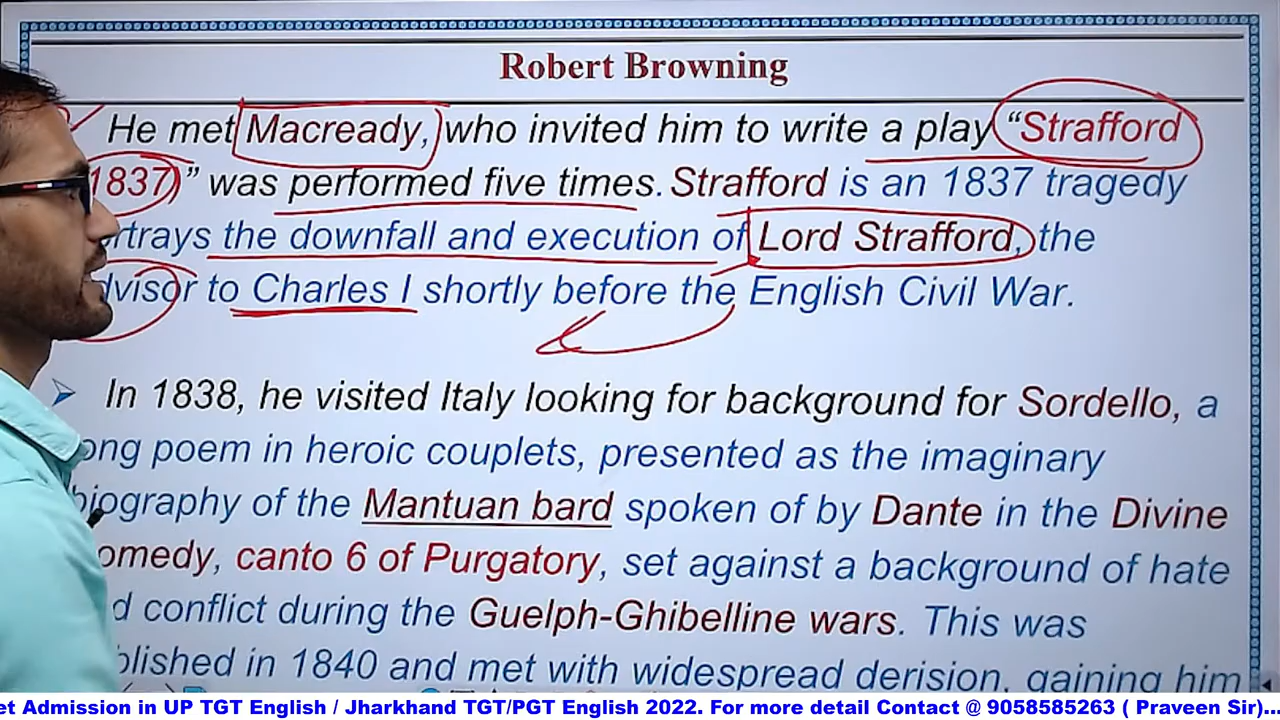 Robert Browning
He met Macready, who invited him to write a play “Strafford
1837)” was performed five times. Strafford is an 1837 tragedy
the downfall and execution of Lord Strafford, the
to Charles I shortly before the English Civil War.
In 1838, he visited Italy looking for background for Sordello, a
poem in heroic couplets, presented as the imaginary
biography of the Mantuan bard spoken of by Dante in the Divine
canto 6 of Purgatory, set against a background of hate
conflict during the Guelph-Ghibelline wars. This was
in 1840 and met with widespread derision, gaining him
et Admission in UP TGT English / Jharkhand TGT/PGT English 2022. For more detail Contact @ 9058585263 ( Praveen Sir)...